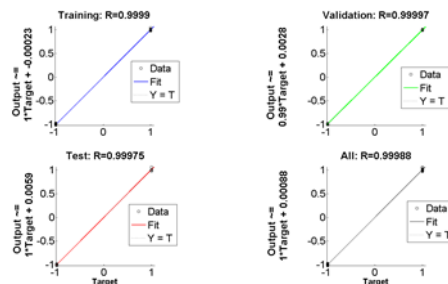 Training: R=0.9999
Output ~=
1*Target + -0.00023
1
0.5
0
-0.5
-1
-1
0
1
Data
Fit
Y = T
Validation: R=0.99997
Output ~=
0.99*Target + 0.0028
1
0.5
0
-0.5
-1
-1
0
1
Data
Fit
Y = T
Test: R=0.99975
Output ~=
1*Target + 0.0059
1
0.5
0
-0.5
-1
-1
0
1
Target
Data
Fit
Y = T
All: R=0.99988
Output ~=
1*Target + 0.00088
1
0.5
0
-0.5
-1
-1
0
1
Target
Data
Fit
Y = T